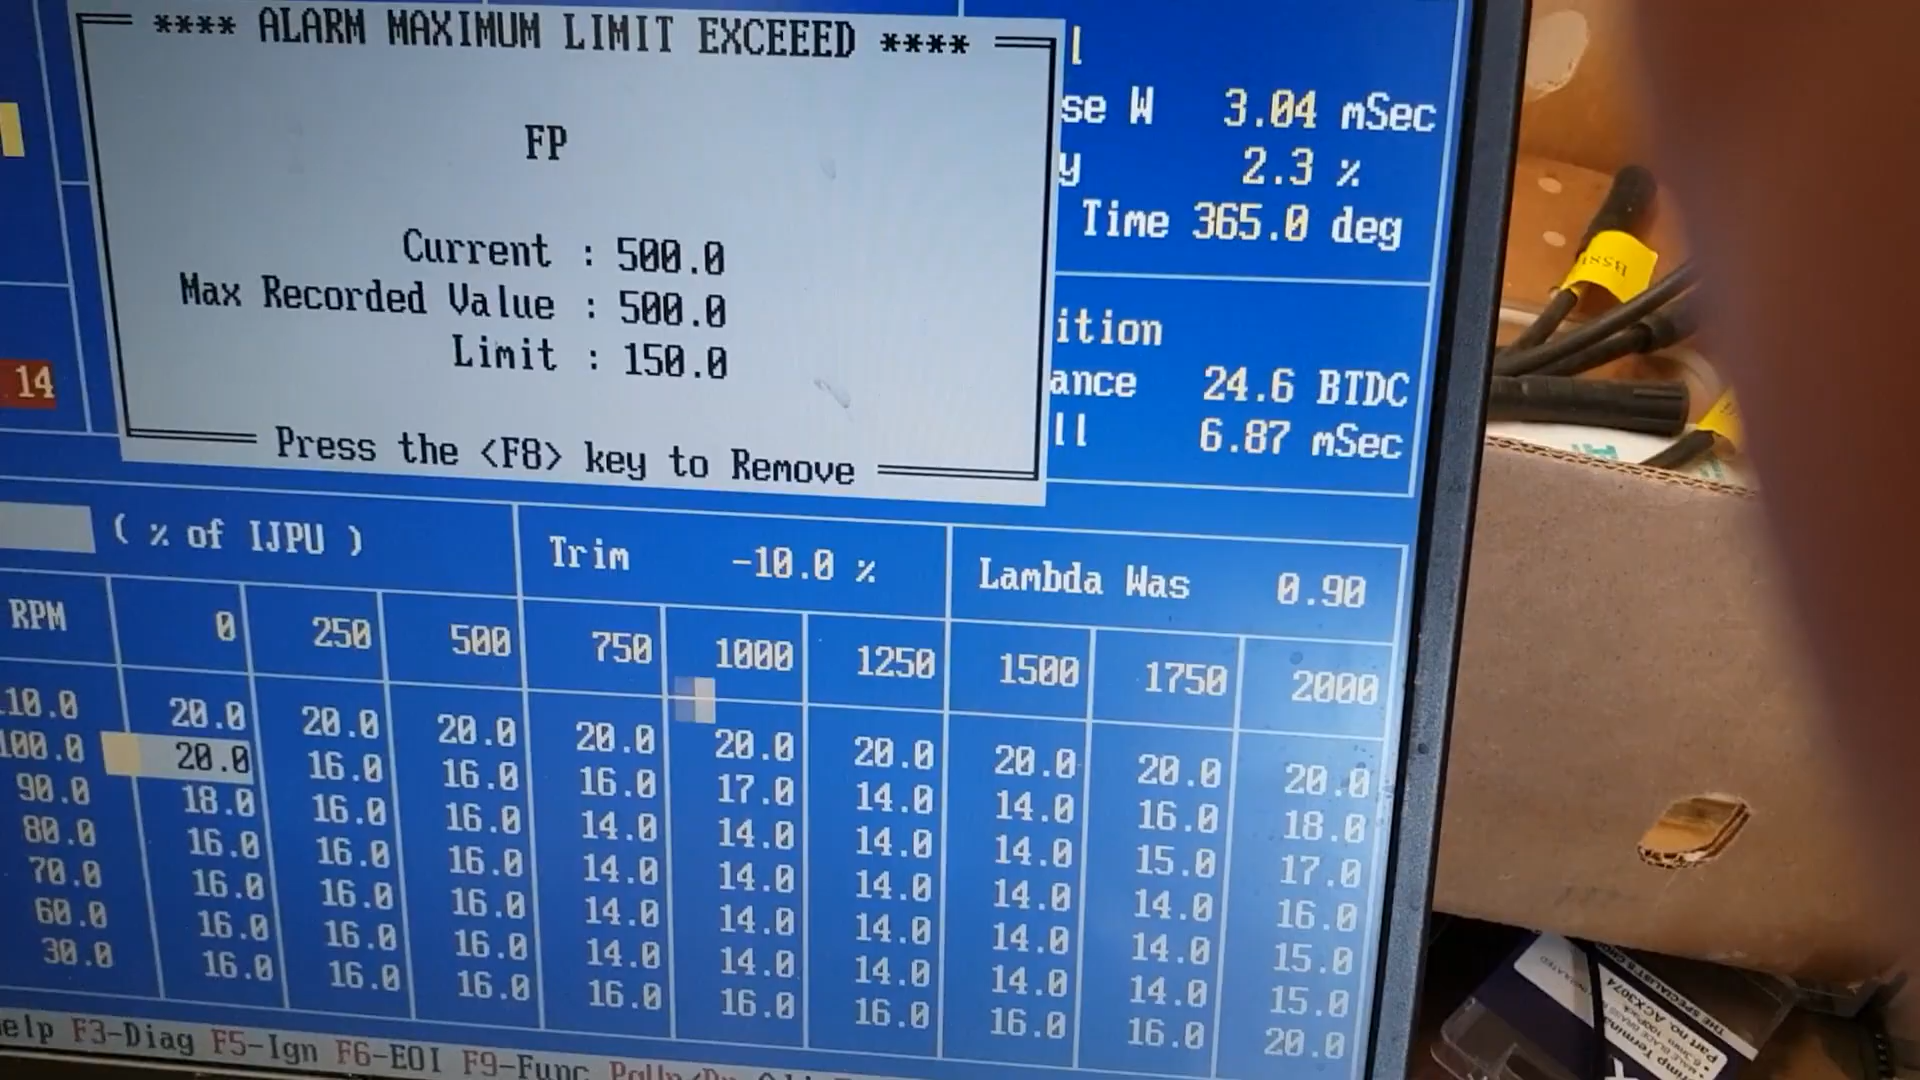 **** ALARM MAXIMUM LIMIT EXCEEED ****
FP
Current : 500.0
Max Recorded Value : 500.0
Limit : 150.0
Press the <F8> key to Remove
l
se W 3.04 mSec
y 2.3 %
Time 365.0 deg
ition
ance 24.6 BTDC
ll 6.87 mSec
14
( % of IJPU ) Trim -10.0 % Lambda Was 0.90
RPM 0 250 500 750 1000 1250 1500 1750 2000
110.0 20.0 20.0 20.0 20.0 20.0 20.0 20.0 20.0 20.0
100.0 20.0 16.0 16.0 16.0 17.0 14.0 14.0 16.0 18.0
90.0 18.0 16.0 16.0 14.0 14.0 14.0 14.0 15.0 17.0
80.0 16.0 16.0 16.0 14.0 14.0 14.0 14.0 14.0 16.0
70.0 16.0 16.0 16.0 14.0 14.0 14.0 14.0 14.0 15.0
60.0 16.0 16.0 16.0 14.0 14.0 14.0 14.0 14.0 15.0
30.0 16.0 16.0 16.0 16.0 16.0 16.0 16.0 16.0 20.0
elp F3-Diag F5-Ign F6-EOI F9-Func
THE SPECIALIST'S
Part no. ACX3074